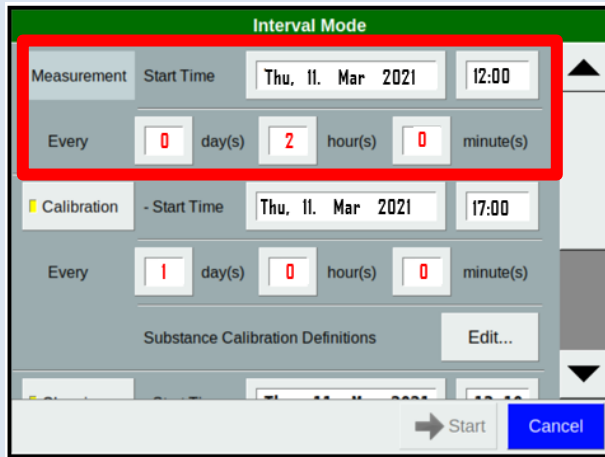 Interval Mode
Measurement Start Time Thu, 11. Mar 2021 12:00
Every 0 day(s) 2 hour(s) 0 minute(s)
Calibration - Start Time Thu, 11. Mar 2021 17:00
Every 1 day(s) 0 hour(s) 0 minute(s)
Substance Calibration Definitions Edit...
Start Cancel